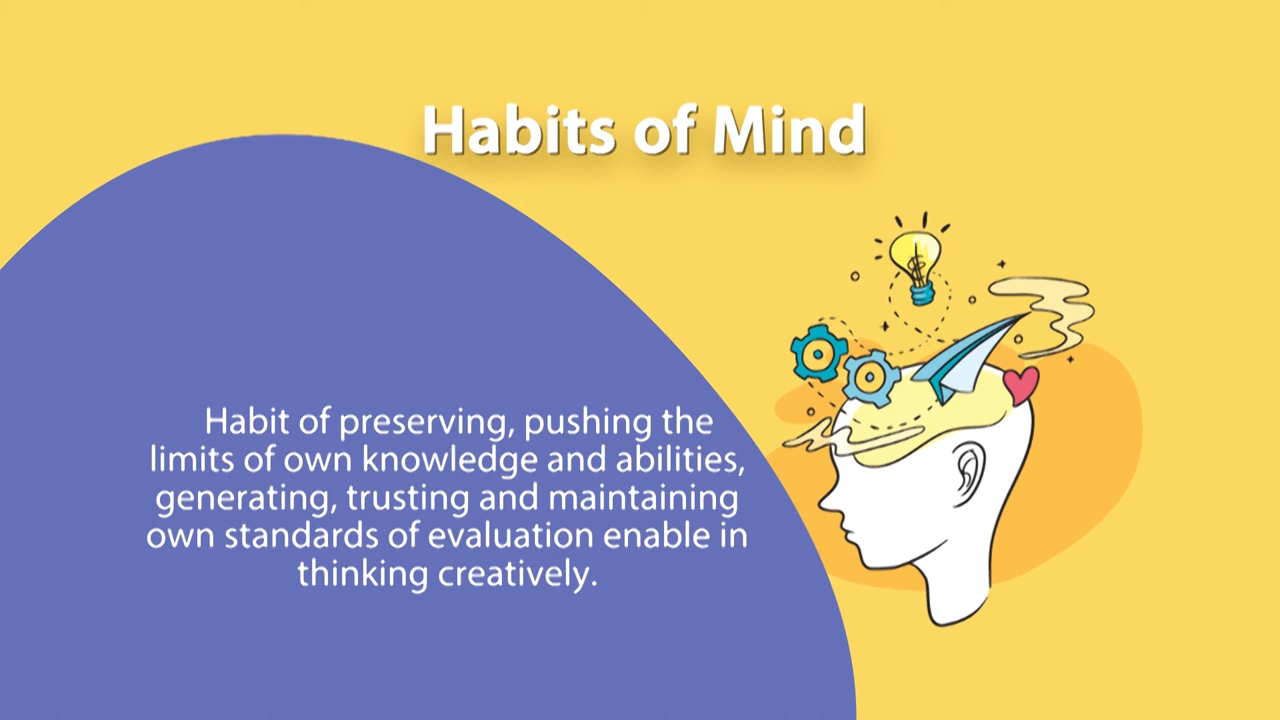 Habits of Mind
Habit of preserving, pushing the
limits of own knowledge and abilities,
generating, trusting and maintaining
own standards of evaluation enable in
thinking creatively.